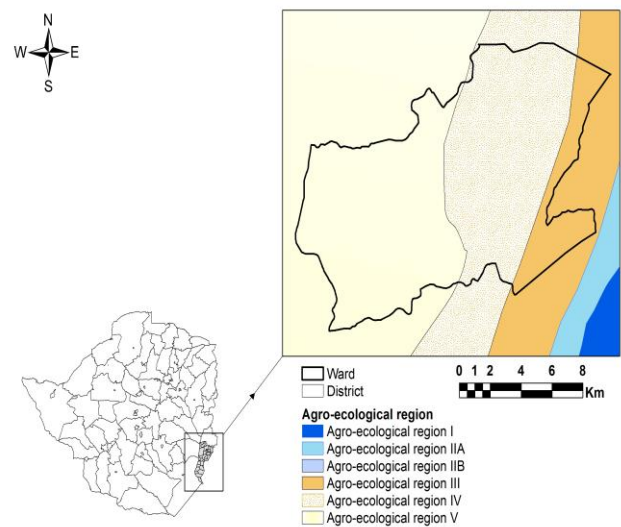 N
W E
S
Ward
District
0 1 2 4 6 8
Km
Agro-ecological region
Agro-ecological region I
Agro-ecological region IIA
Agro-ecological region IIB
Agro-ecological region III
Agro-ecological region IV
Agro-ecological region V